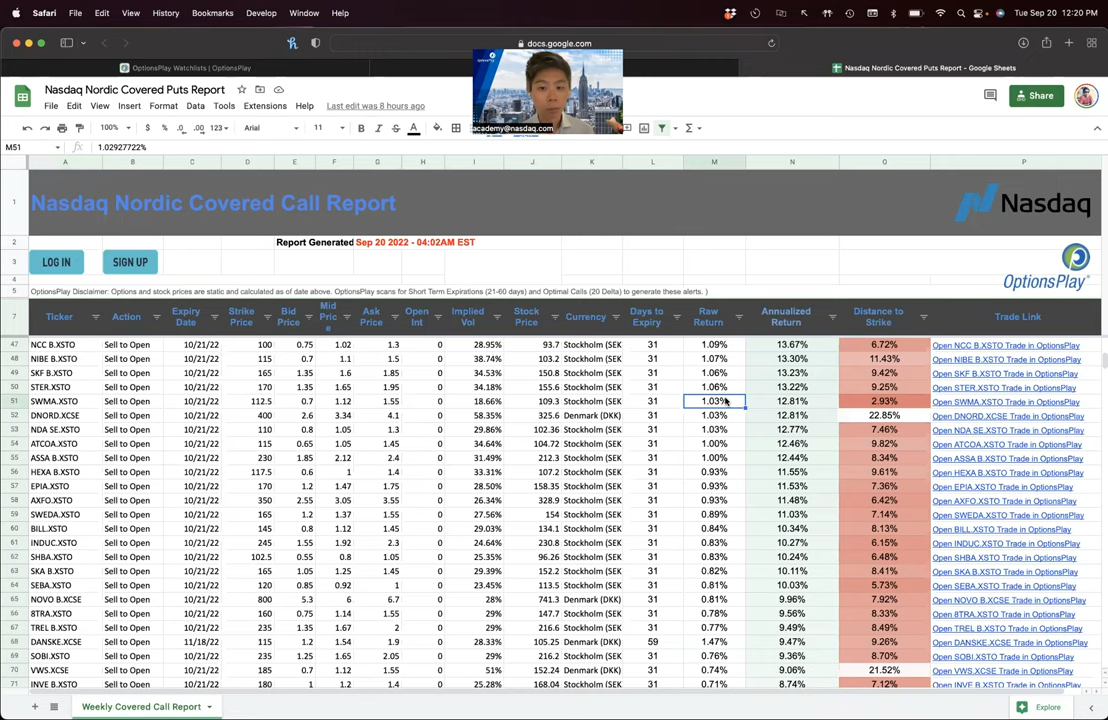 Safari File Edit View History Bookmarks Develop Window Help Tue Sep 20 12:20 PM
docs.google.com
OptionsPlay Watchlists | OptionsPlay
Nasdaq Nordic Covered Puts Report - Google Sheets
Nasdaq Nordic Covered Puts Report
File Edit View Insert Format Data Tools Extensions Help Last edit was 8 hours ago
Share
academy@nasdaq.com
100% $ % .0 .00 123 Arial 11 B I S A
M51 fx 1.02927722%
A B C D E F G H I J K L M N O P
1 Nasdaq Nordic Covered Call Report Nasdaq
2 Report Generated Sep 20 2022 - 04:02AM EST
3 LOG IN SIGN UP
4 OptionsPlay
5 OptionsPlay Disclaimer: Options and stock prices are static and calculated as of date above. OptionsPlay scans for Short Term Expirations (21-60 days) and Optimal Calls (20 Delta) to generate these alerts. )
7 Ticker Action Expiry Date Strike Price Bid Price Mid Pric e Ask Price Open Int Implied Vol Stock Price Currency Days to Expiry Raw Return Annualized Return Distance to Strike Trade Link
47 NCC B.XSTO Sell to Open 10/21/22 100 0.75 1.02 1.3 0 28.95% 93.7 Stockholm (SEK 31 1.09% 13.67% 6.72% Open NCC B.XSTO Trade in OptionsPlay
48 NIBE B.XSTO Sell to Open 10/21/22 115 0.7 1.1 1.5 0 38.74% 103.2 Stockholm (SEK 31 1.07% 13.30% 11.43% Open NIBE B.XSTO Trade in OptionsPlay
49 SKF B.XSTO Sell to Open 10/21/22 165 1.35 1.6 1.85 0 34.23% 150.8 Stockholm (SEK 31 1.06% 13.23% 9.42% Open SKF B.XSTO Trade in OptionsPlay
50 STER.XSTO Sell to Open 10/21/22 170 1.35 1.65 1.95 0 34.18% 155.6 Stockholm (SEK 31 1.06% 13.22% 9.25% Open STER.XSTO Trade in OptionsPlay
51 SWMA.XSTO Sell to Open 10/21/22 112.5 0.7 1.12 1.55 0 18.66% 109.3 Stockholm (SEK 31 1.03% 12.81% 2.93% Open SWMA.XSTO Trade in OptionsPlay
52 DNORD.XCSE Sell to Open 10/21/22 400 2.6 3.34 4.1 0 58.35% 325.6 Denmark (DKK) 31 1.03% 12.81% 22.85% Open DNORD.XCSE Trade in OptionsPlay
53 NDA SE.XSTO Sell to Open 10/21/22 110 0.8 1.05 1.3 0 29.86% 102.36 Stockholm (SEK 31 1.03% 12.77% 7.46% Open NDA SE.XSTO Trade in OptionsPlay
54 ATCOA.XSTO Sell to Open 10/21/22 115 0.65 1.05 1.45 0 34.64% 104.72 Stockholm (SEK 31 1.00% 12.46% 9.82% Open ATCOA.XSTO Trade in OptionsPlay
55 ASSA B.XSTO Sell to Open 10/21/22 230 1.85 2.12 2.4 0 31.49% 212.3 Stockholm (SEK 31 1.00% 12.44% 8.34% Open ASSA B.XSTO Trade in OptionsPlay
56 HEXA B.XSTO Sell to Open 10/21/22 117.5 0.6 1 1.4 0 33.31% 107.2 Stockholm (SEK 31 0.93% 11.55% 9.61% Open HEXA B.XSTO Trade in OptionsPlay
57 EPIA.XSTO Sell to Open 10/21/22 170 1.2 1.47 1.75 0 28.50% 158.35 Stockholm (SEK 31 0.93% 11.53% 7.36% Open EPIA.XSTO Trade in OptionsPlay
58 AXFO.XSTO Sell to Open 10/21/22 350 2.55 3.05 3.55 0 26.34% 328.9 Stockholm (SEK 31 0.93% 11.48% 6.42% Open AXFO.XSTO Trade in OptionsPlay
59 SWEDA.XSTO Sell to Open 10/21/22 165 1.2 1.37 1.55 0 27.56% 154 Stockholm (SEK 31 0.89% 11.03% 7.14% Open SWEDA.XSTO Trade in OptionsPlay
60 BILL.XSTO Sell to Open 10/21/22 145 0.8 1.12 1.45 0 29.03% 134.1 Stockholm (SEK 31 0.84% 10.34% 8.13% Open BILL.XSTO Trade in OptionsPlay
61 INDUC.XSTO Sell to Open 10/21/22 245 1.55 1.92 2.3 0 24.64% 230.8 Stockholm (SEK 31 0.83% 10.27% 6.15% Open INDUC.XSTO Trade in OptionsPlay
62 SHBA.XSTO Sell to Open 10/21/22 102.5 0.55 0.8 1.05 0 25.35% 96.26 Stockholm (SEK 31 0.83% 10.24% 6.48% Open SHBA.XSTO Trade in OptionsPlay
63 SKA B.XSTO Sell to Open 10/21/22 165 1.05 1.25 1.45 0 29.39% 152.2 Stockholm (SEK 31 0.82% 10.11% 8.41% Open SKA B.XSTO Trade in OptionsPlay
64 SEBA.XSTO Sell to Open 10/21/22 120 0.85 0.92 1 0 23.45% 113.5 Stockholm (SEK 31 0.81% 10.03% 5.73% Open SEBA.XSTO Trade in OptionsPlay
65 NOVO B.XCSE Sell to Open 10/21/22 800 5.3 6 6.7 0 28% 741.3 Denmark (DKK) 31 0.81% 9.96% 7.92% Open NOVO B.XCSE Trade in OptionsPlay
66 8TRA.XSTO Sell to Open 10/21/22 160 0.75 1.14 1.55 0 29% 147.7 Stockholm (SEK 31 0.78% 9.56% 8.33% Open 8TRA.XSTO Trade in OptionsPlay
67 TREL B.XSTO Sell to Open 10/21/22 235 1.35 1.67 2 0 29% 216.6 Stockholm (SEK 31 0.77% 9.49% 8.49% Open TREL B.XSTO Trade in OptionsPlay
68 DANSKE.XCSE Sell to Open 11/18/22 115 1.2 1.54 1.9 0 28.33% 105.25 Denmark (DKK) 59 1.47% 9.47% 9.26% Open DANSKE.XCSE Trade in OptionsPlay
69 SOBI.XSTO Sell to Open 10/21/22 235 1.25 1.65 2.05 0 29% 216.2 Stockholm (SEK 31 0.76% 9.36% 8.70% Open SOBI.XSTO Trade in OptionsPlay
70 VWS.XCSE Sell to Open 10/21/22 185 0.7 1.12 1.55 0 51% 152.24 Denmark (DKK) 31 0.74% 9.06% 21.52% Open VWS.XCSE Trade in OptionsPlay
71 INVE B.XSTO Sell to Open 10/21/22 180 1 1.2 1.4 0 25.28% 168.04 Stockholm (SEK 31 0.71% 8.74% 7.12% Open INVE B.XSTO Trade in OptionsPlay
Weekly Covered Call Report Explore